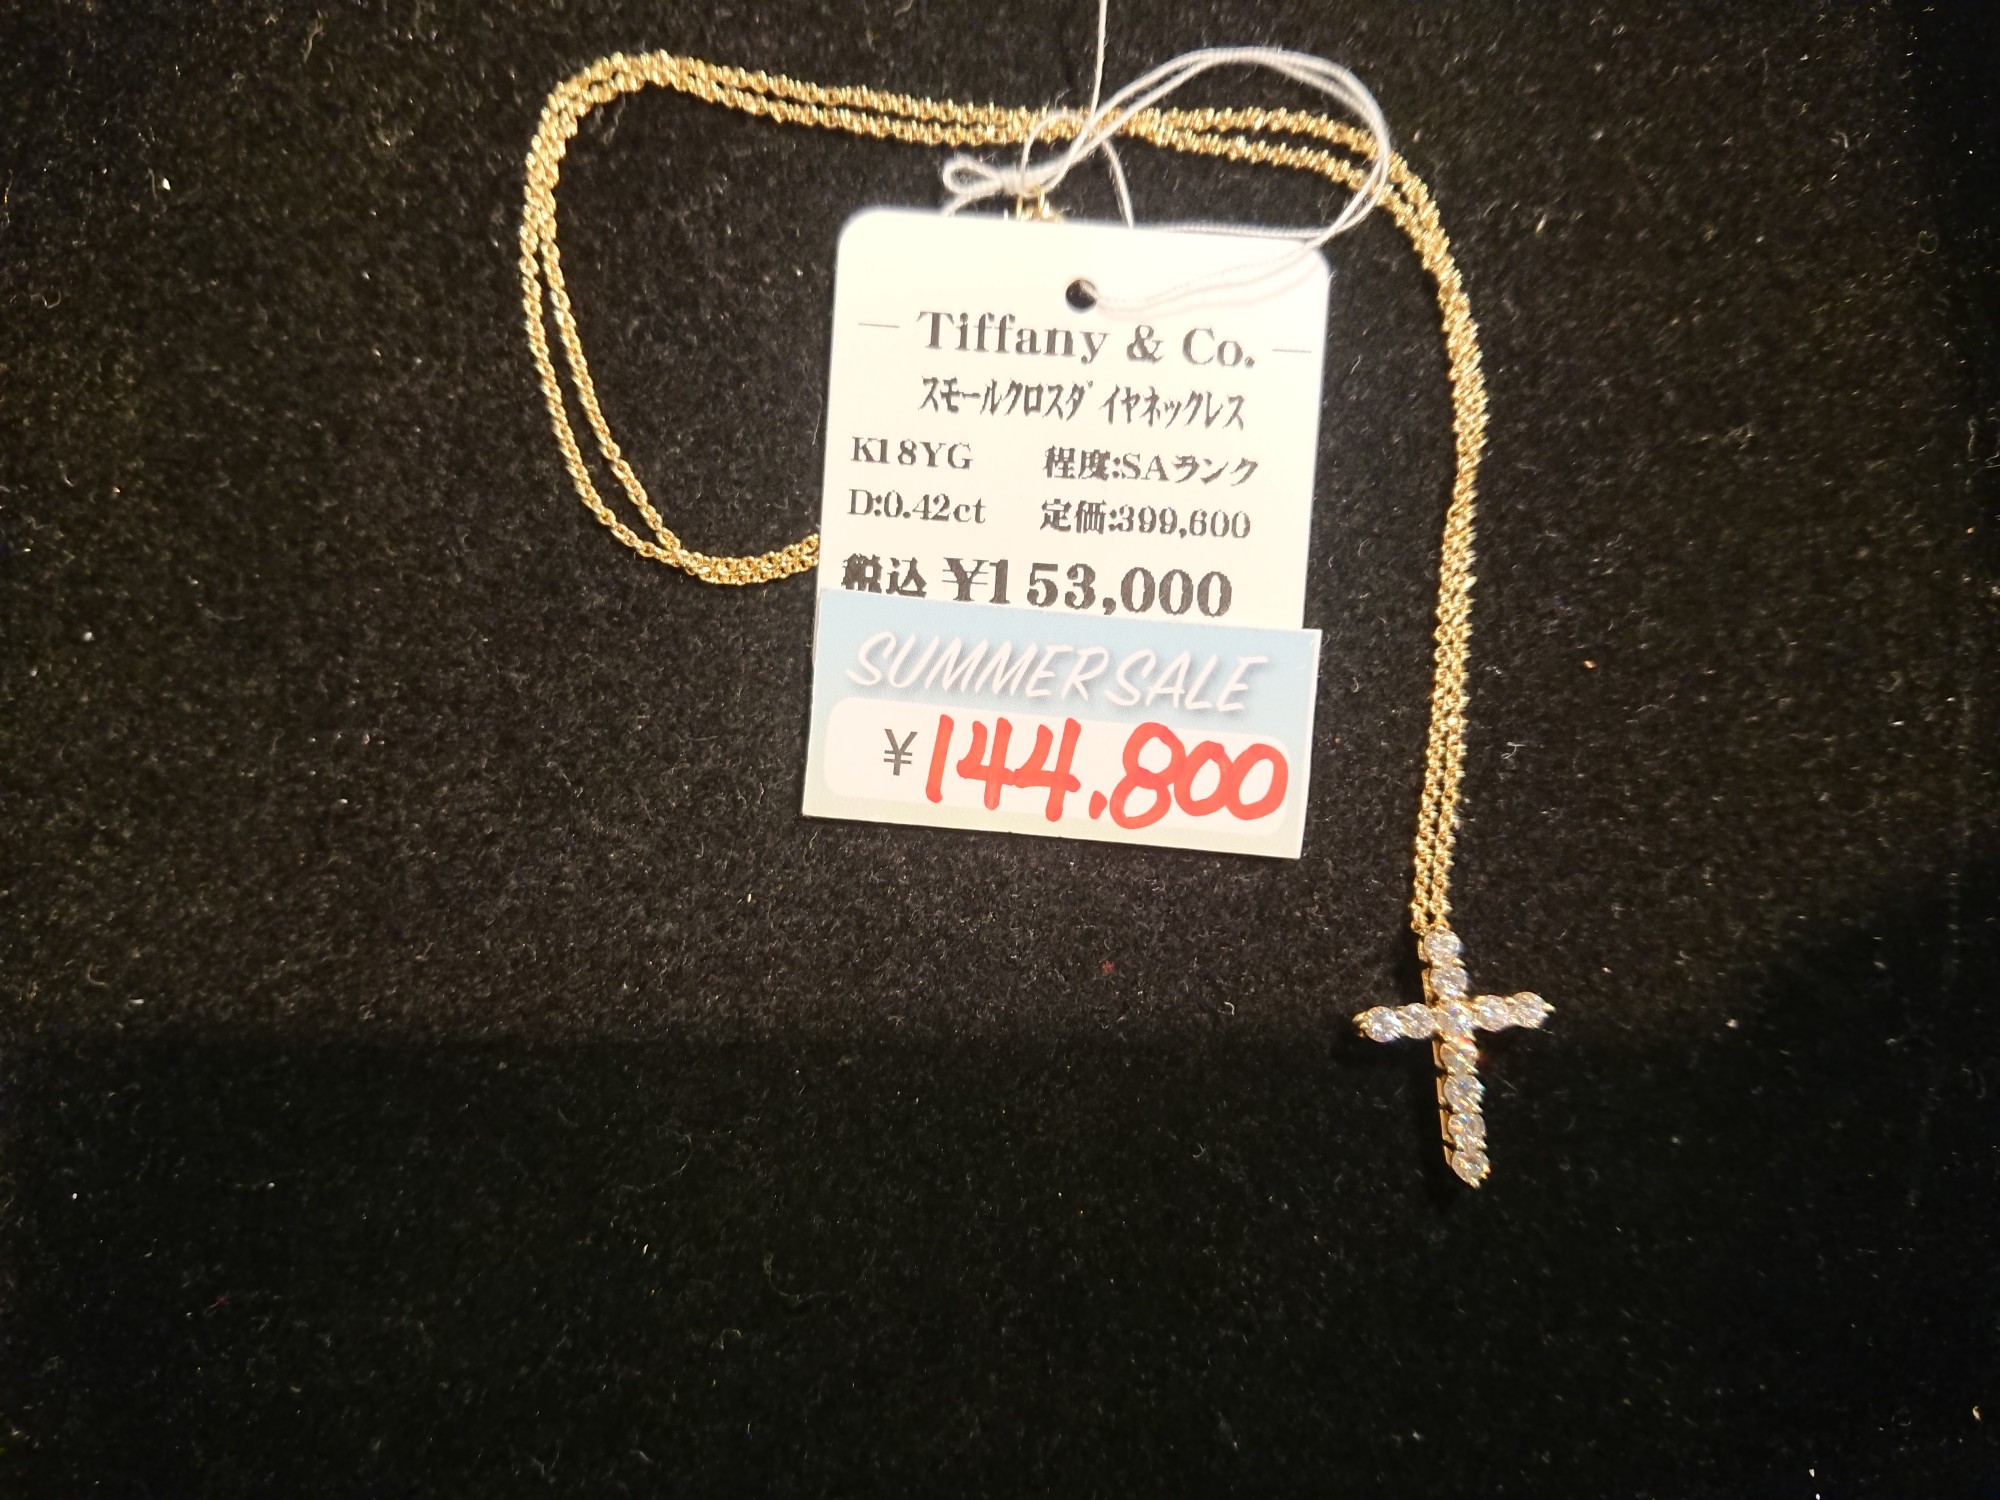 — Tiffany & Co. —
スモールクロスダイヤネックレス
K18YG 程度:SAランク
D:0.42ct 定価:399,600
税込 ¥153,000
SUMMER SALE
¥144.800